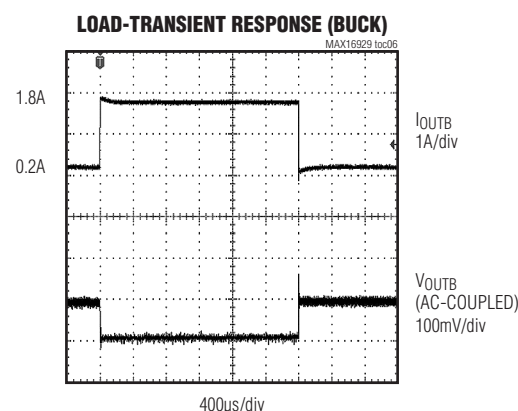 LOAD-TRANSIENT RESPONSE (BUCK)
MAX16929 toc06
T
1.8A
0.2A
IOUTB
1A/div
VOUTB
(AC-COUPLED)
100mV/div
400µs/div